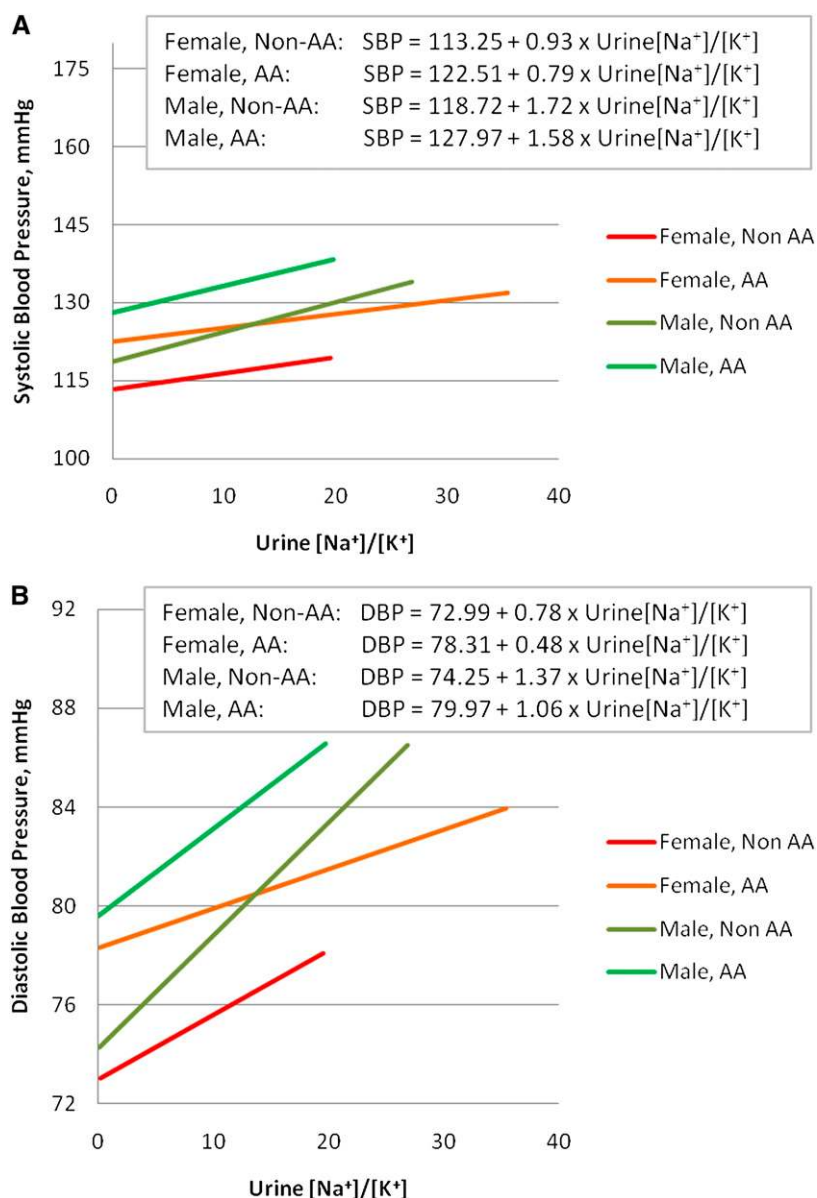 A
Female, Non-AA: SBP = 113.25 + 0.93 x Urine[Na⁺]/[K⁺]
Female, AA: SBP = 122.51 + 0.79 x Urine[Na⁺]/[K⁺]
Male, Non-AA: SBP = 118.72 + 1.72 x Urine[Na⁺]/[K⁺]
Male, AA: SBP = 127.97 + 1.58 x Urine[Na⁺]/[K⁺]
Systolic Blood Pressure, mmHg
175
160
145
130
115
100
0 10 20 30 40
Urine [Na⁺]/[K⁺]
Female, Non AA
Female, AA
Male, Non AA
Male, AA
B
Female, Non-AA: DBP = 72.99 + 0.78 x Urine[Na⁺]/[K⁺]
Female, AA: DBP = 78.31 + 0.48 x Urine[Na⁺]/[K⁺]
Male, Non-AA: DBP = 74.25 + 1.37 x Urine[Na⁺]/[K⁺]
Male, AA: DBP = 79.97 + 1.06 x Urine[Na⁺]/[K⁺]
Diastolic Blood Pressure, mmHg
92
88
84
80
76
72
0 10 20 30 40
Urine [Na⁺]/[K⁺]
Female, Non AA
Female, AA
Male, Non AA
Male, AA